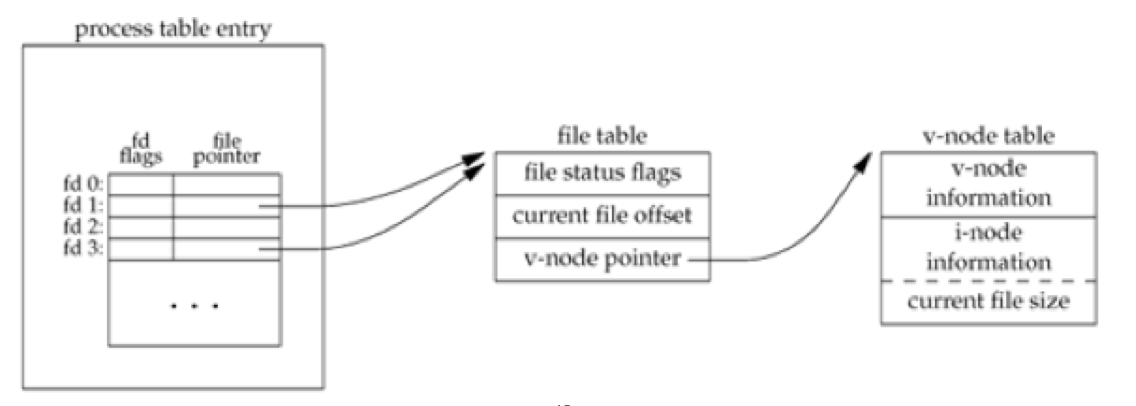 process table entry
fd flags
file pointer
fd 0:
fd 1:
fd 2:
fd 3:
. . .
file table
file status flags
current file offset
v-node pointer
v-node table
v-node
information
i-node
information
current file size